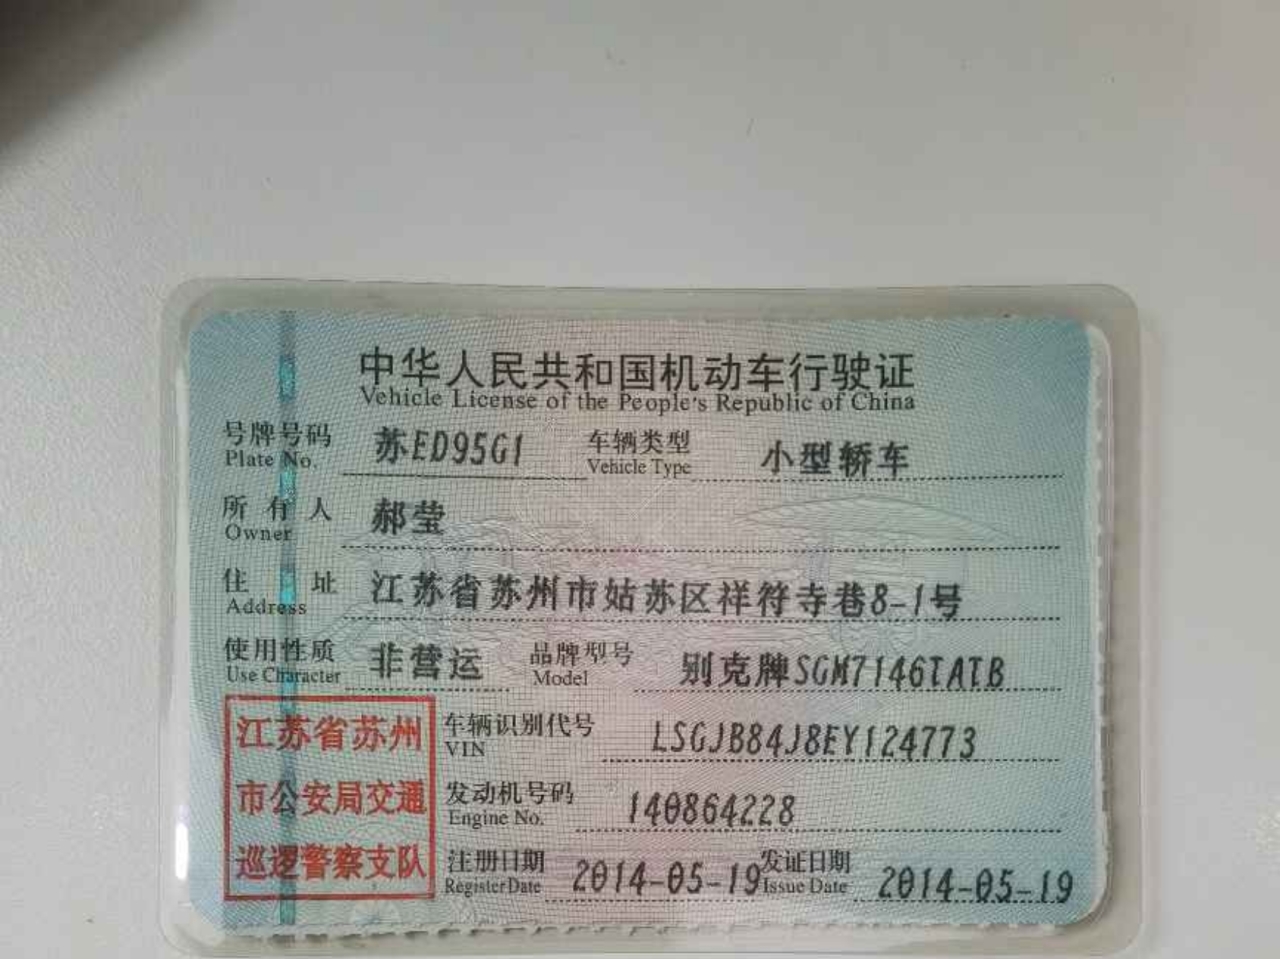 中华人民共和国机动车行驶证
Vehicle License of the People's Republic of China
号牌号码 苏ED95G1 车辆类型 小型轿车
Plate No. Vehicle Type
所有人 郝莹
Owner
住址 江苏省苏州市姑苏区祥符寺巷8-1号
Address
使用性质 非营运 品牌型号 别克牌SGM7146TATB
Use Character Model
江苏省苏州
市公安局交通
巡逻警察支队
车辆识别代号 LSGJB84J8EY124773
VIN
发动机号码 140864228
Engine No.
注册日期 2014-05-19 发证日期 2014-05-19
Register Date Issue Date